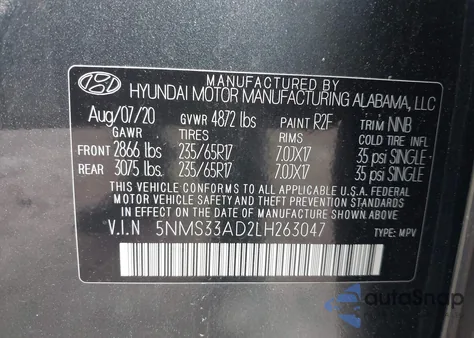 MANUFACTURED BY
HYUNDAI MOTOR MANUFACTURING ALABAMA, LLC
Aug/07/20 GVWR 4872 lbs PAINT R2F TRIM NNB
GAWR TIRES RIMS COLD TIRE INFL
FRONT 2866 lbs 235/65R17 7.0JX17 35 psi SINGLE
REAR 3075 lbs. 235/65R17 7.0JX17 35 psi SINGLE
THIS VEHICLE CONFORMS TO ALL APPLICABLE U.S.A. FEDERAL
MOTOR VEHICLE SAFETY AND THEFT PREVENTION STANDARDS
IN EFFECT ON THE DATE OF MANUFACTURE SHOWN ABOVE.
V.I.N 5NMS33AD2LH263047 TYPE: MPV
autoSnap